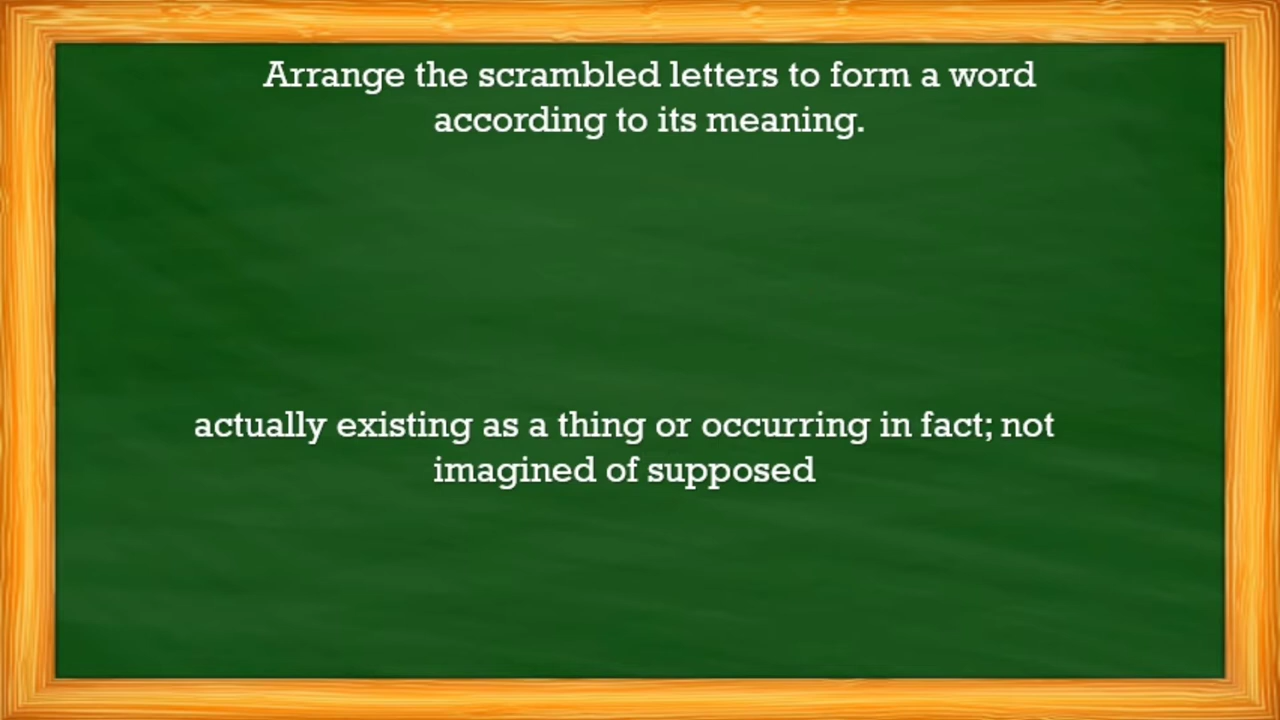 Arrange the scrambled letters to form a word
according to its meaning.
actually existing as a thing or occurring in fact; not
imagined of supposed